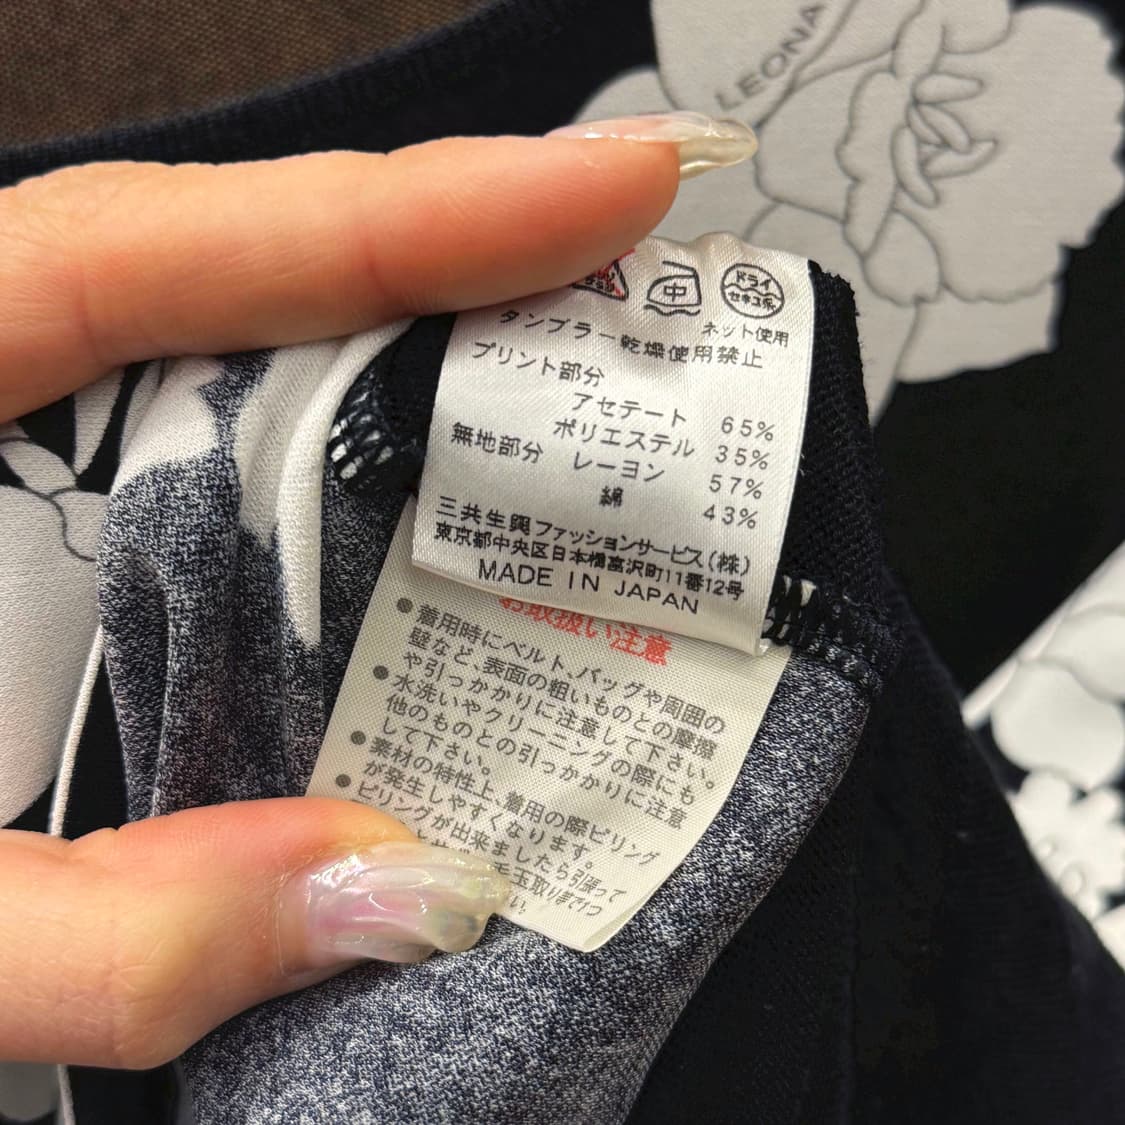 LEONA
中
ドライ
セキユ系
ネット使用
タンブラー乾燥使用禁止
プリント部分
アセテート 65%
ポリエステル 35%
無地部分 レーヨン 57%
綿 43%
三共生興ファッションサービス(株)
東京都中央区日本橋富沢町11番12号
MADE IN JAPAN
お取扱い注意
●着用時にベルト、バッグや周囲の
壁など、表面の粗いものとの摩擦
や引っかかりに注意して下さい。
●水洗いやクリーニングの際にも
他のものとの引っかかりに注意
して下さい。
●素材の特性上、着用の際ピリング
が発生しやすくなります。
●ピリングが出来ましたら引張って
毛玉取り等で1つ
い。